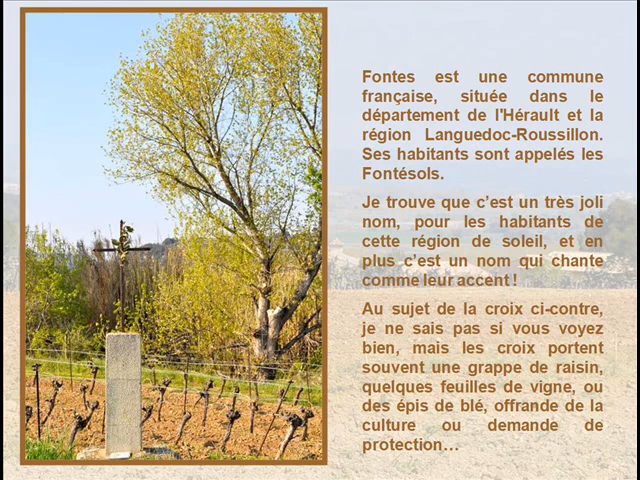 Fontes est une commune
française, située dans le
département de l'Hérault et la
région Languedoc-Roussillon.
Ses habitants sont appelés les
Fontésols.
Je trouve que c’est un très joli
nom, pour les habitants de
cette région de soleil, et en
plus c’est un nom qui chante
comme leur accent !
Au sujet de la croix ci-contre,
je ne sais pas si vous voyez
bien, mais les croix portent
souvent une grappe de raisin,
quelques feuilles de vigne, ou
des épis de blé, offrande de la
culture ou demande de
protection…